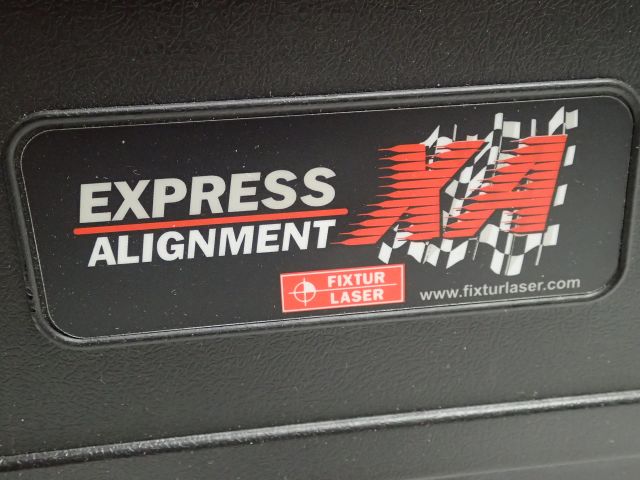 EXPRESS
ALIGNMENT
XA
FIXTUR
LASER
www.fixturlaser.com